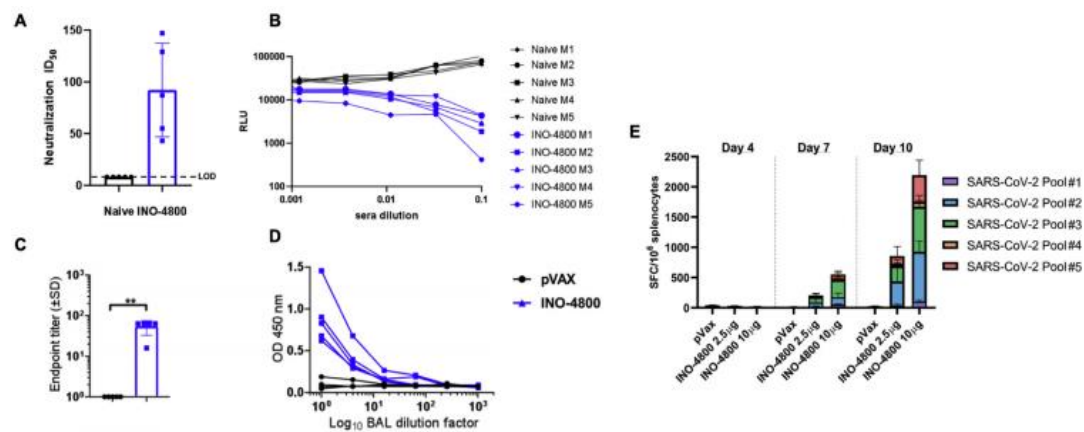 A
Neutralization ID50
150
100
50
0
LOD
Naive INO-4800
B
RLU
100000
10000
1000
100
0.001
0.01
0.1
sera dilution
Naive M1
Naive M2
Naive M3
Naive M4
Naive M5
INO-4800 M1
INO-4800 M2
INO-4800 M3
INO-4800 M4
INO-4800 M5
C
Endpoint titer (±SD)
10³
10²
10¹
10⁰
**
D
OD 450 nm
1.5
1.0
0.5
0.0
10⁰ 10¹ 10² 10³
Log10 BAL dilution factor
pVAX
INO-4800
E
Day 4 Day 7 Day 10
SFC/10⁶ splenocytes
2500
2000
1500
1000
500
0
pVax
INO-4800 2.5µg
INO-4800 10µg
pVax
INO-4800 2.5µg
INO-4800 10µg
pVax
INO-4800 2.5µg
INO-4800 10µg
SARS-CoV-2 Pool#1
SARS-CoV-2 Pool#2
SARS-CoV-2 Pool#3
SARS-CoV-2 Pool#4
SARS-CoV-2 Pool#5